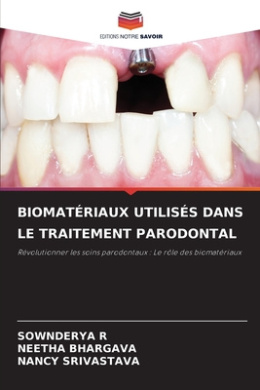 EDITIONS NOTRE SAVOIR
BIOMATÉRIAUX UTILISÉS DANS
LE TRAITEMENT PARODONTAL
Révolutionner les soins parodontaux : Le rôle des biomatériaux
SOWNDERYA R
NEETHA BHARGAVA
NANCY SRIVASTAVA